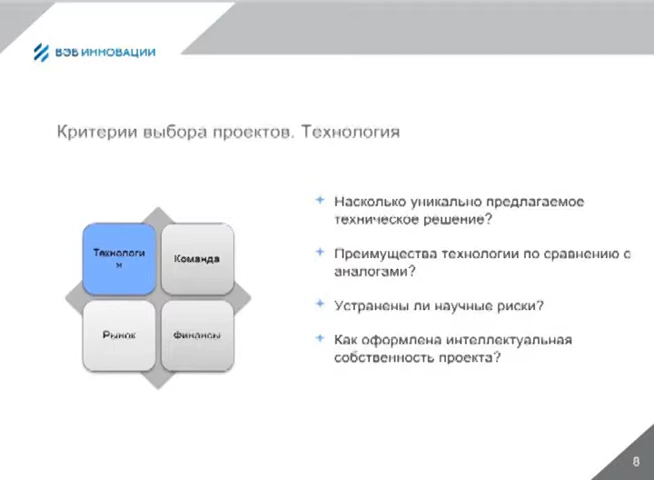 ВЭБ ИННОВАЦИИ
Критерии выбора проектов. Технология
Технологи
я
Команда
Рынок
Финансы
Насколько уникально предлагаемое
техническое решение?
Преимущества технологии по сравнению с
аналогами?
Устранены ли научные риски?
Как оформлена интеллектуальная
собственность проекта?
8